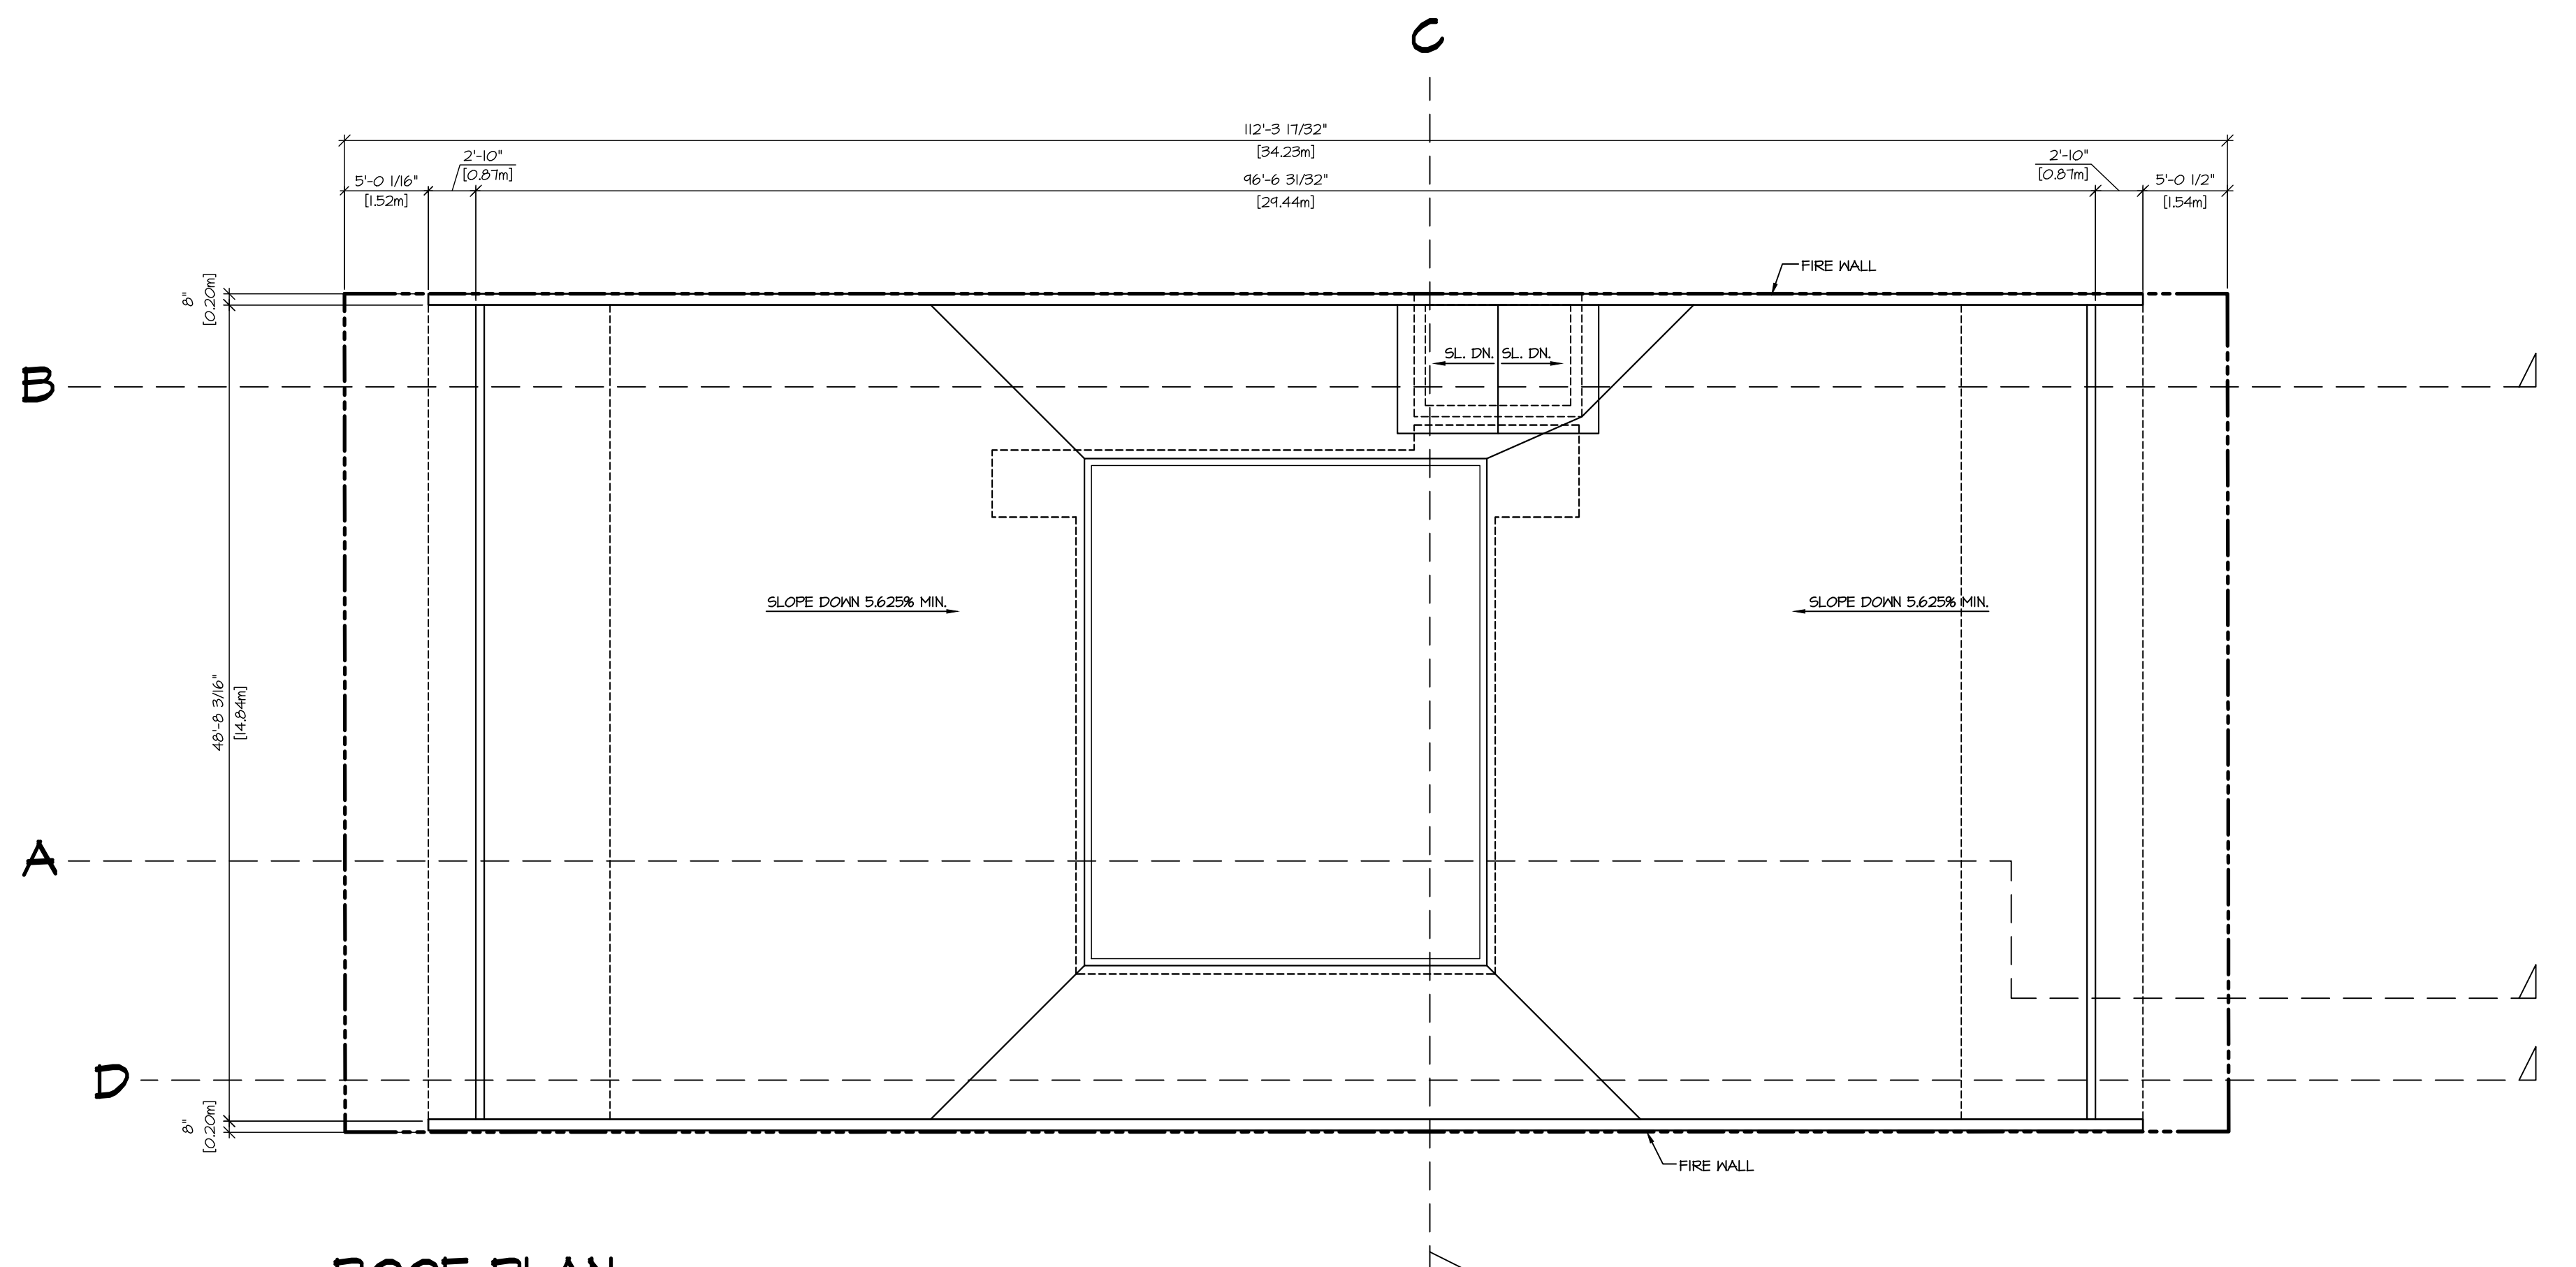 C
112'-3 17/32"
[34.23m]
2'-10"
[0.87m]
2'-10"
[0.87m]
5'-0 1/16"
[1.52m]
96'-6 31/32"
[29.44m]
5'-0 1/2"
[1.54m]
FIRE WALL
8"
[0.20m]
SL. DN. SL. DN.
B
SLOPE DOWN 5.625% MIN.
SLOPE DOWN 5.625% MIN.
48'-8 3/16"
[14.84m]
A
D
8"
[0.20m]
FIRE WALL
ROOF PLAN